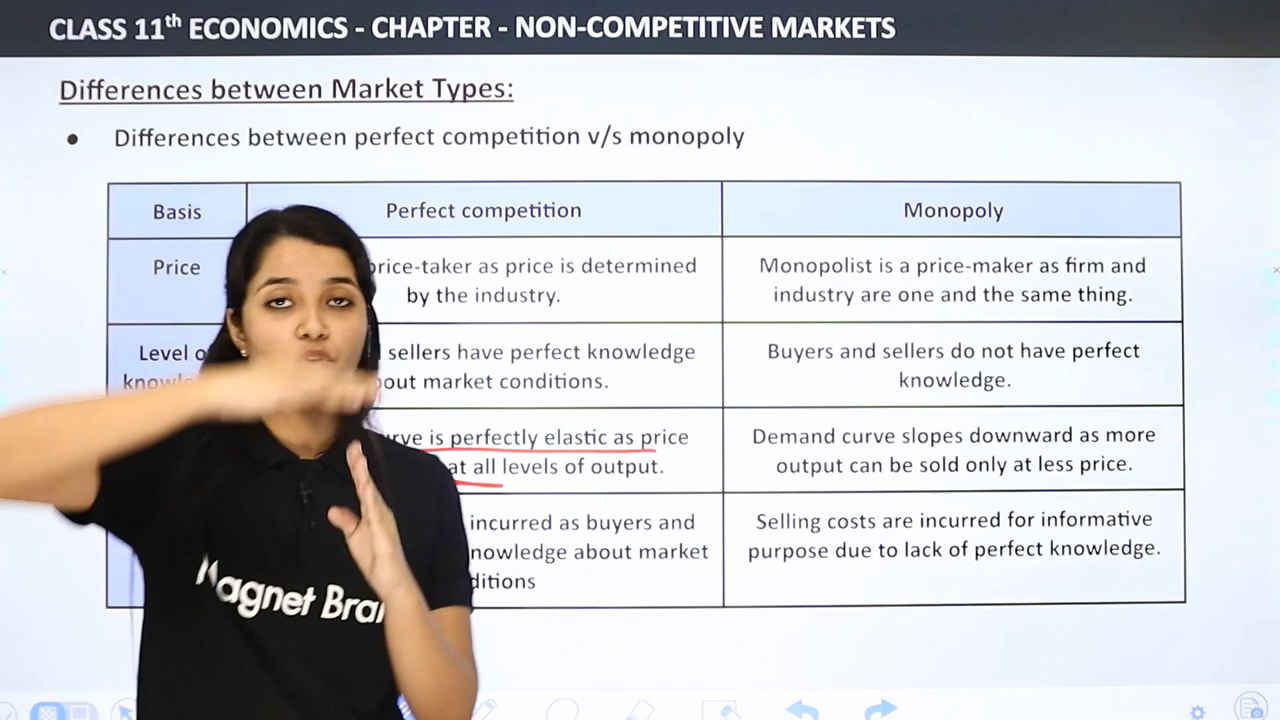 CLASS 11th ECONOMICS - CHAPTER - NON-COMPETITIVE MARKETS
Differences between Market Types:
• Differences between perfect competition v/s monopoly
Basis
Perfect competition
Monopoly
Price
price-taker as price is determined
by the industry.
Monopolist is a price-maker as firm and
industry are one and the same thing.
Level
sellers have perfect knowledge
market conditions.
Buyers and sellers do not have perfect
knowledge.
is perfectly elastic as price
at all levels of output.
Demand curve slopes downward as more
output can be sold only at less price.
incurred as buyers and
about market
Selling costs are incurred for informative
purpose due to lack of perfect knowledge.
Magnet